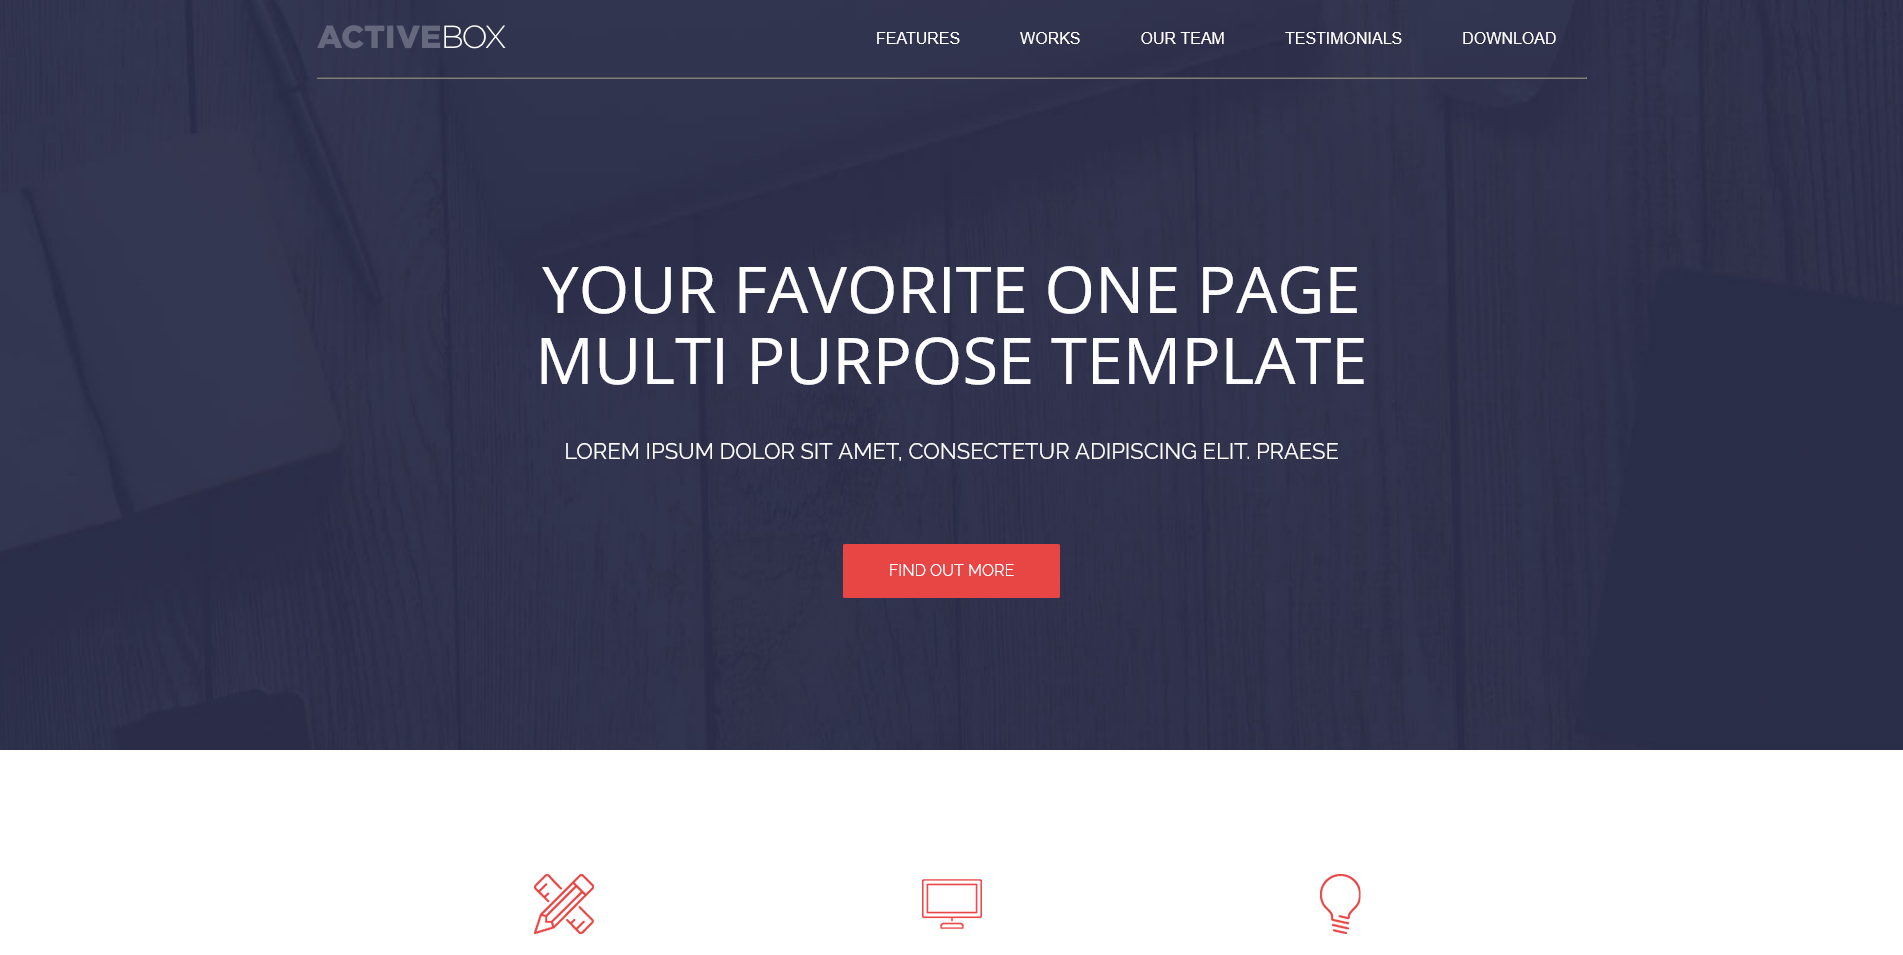 ACTIVEBOX
FEATURES WORKS OUR TEAM TESTIMONIALS DOWNLOAD
YOUR FAVORITE ONE PAGE
MULTI PURPOSE TEMPLATE
LOREM IPSUM DOLOR SIT AMET, CONSECTETUR ADIPISCING ELIT. PRAESE
FIND OUT MORE